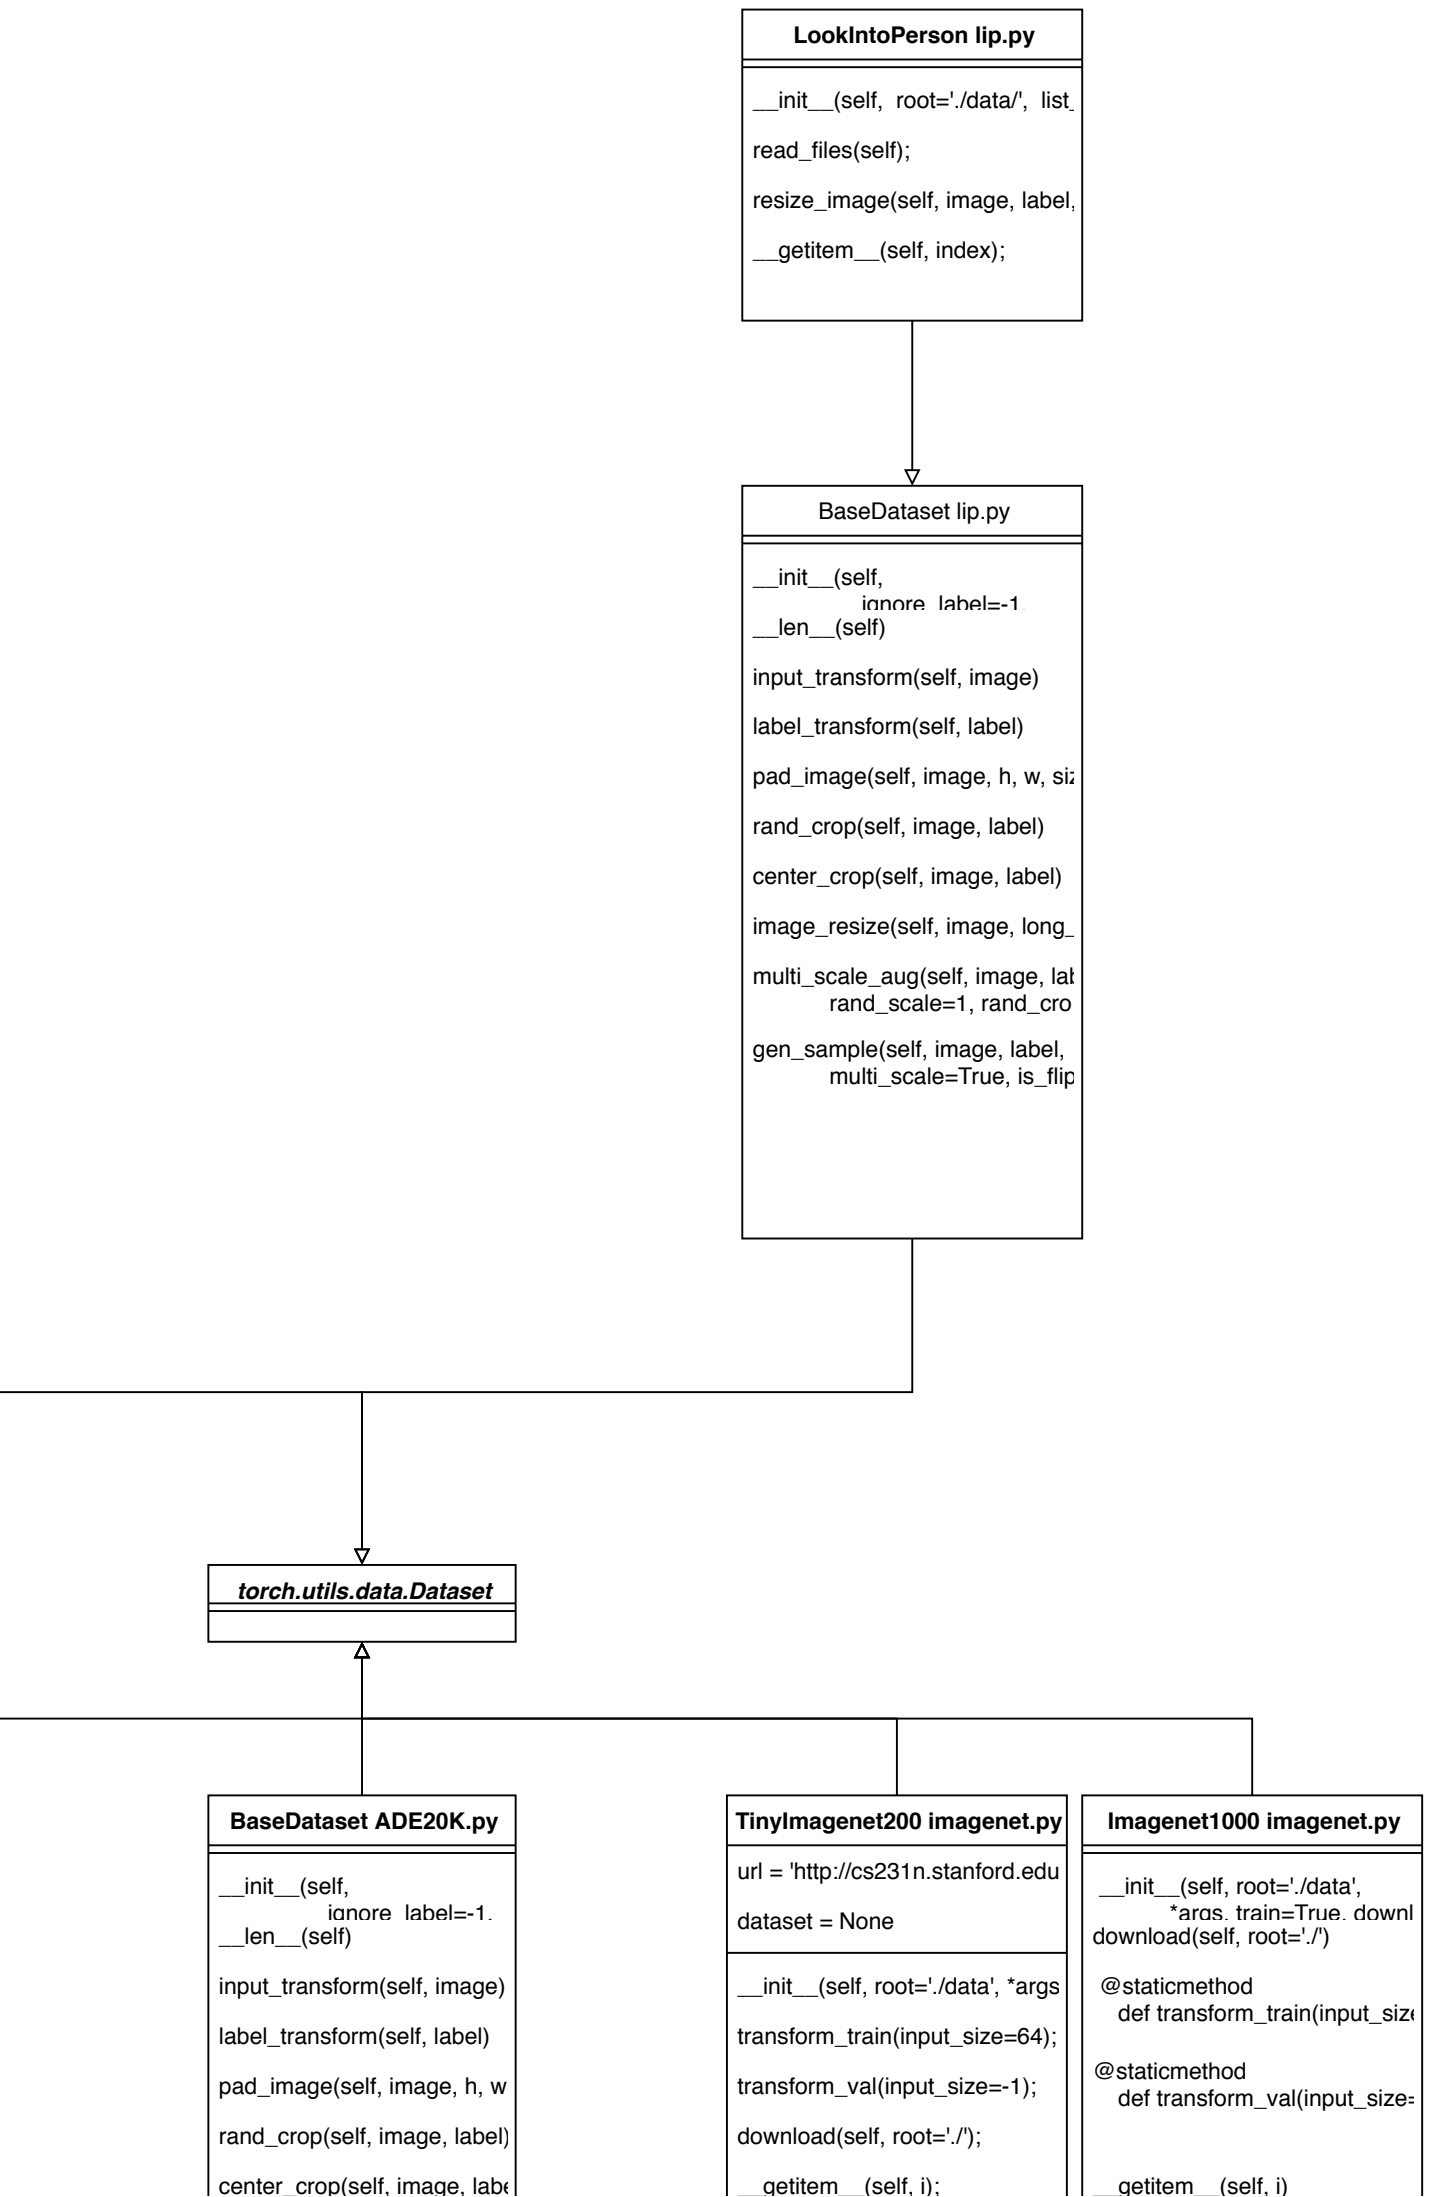 LookIntoPerson lip.py
__init__(self,  root='./data/',  list_
read_files(self);
resize_image(self, image, label,
__getitem__(self, index);
BaseDataset lip.py
__init__(self,
ignore_label=-1,
__len__(self)
input_transform(self, image)
label_transform(self, label)
pad_image(self, image, h, w, siz
rand_crop(self, image, label)
center_crop(self, image, label)
image_resize(self, image, long_
multi_scale_aug(self, image, lab
rand_scale=1, rand_cro
gen_sample(self, image, label,
multi_scale=True, is_flip
torch.utils.data.Dataset
BaseDataset ADE20K.py
__init__(self,
ignore_label=-1,
__len__(self)
input_transform(self, image)
label_transform(self, label)
pad_image(self, image, h, w
rand_crop(self, image, label)
center_crop(self, image, labe
TinyImagenet200 imagenet.py
url = 'http://cs231n.stanford.edu
dataset = None
__init__(self, root='./data', *args
transform_train(input_size=64);
transform_val(input_size=-1);
download(self, root='./');
__getitem__(self, i);
Imagenet1000 imagenet.py
__init__(self, root='./data',
*args, train=True, downl
download(self, root='./')
@staticmethod
def transform_train(input_size
@staticmethod
def transform_val(input_size=
__getitem__(self, i)